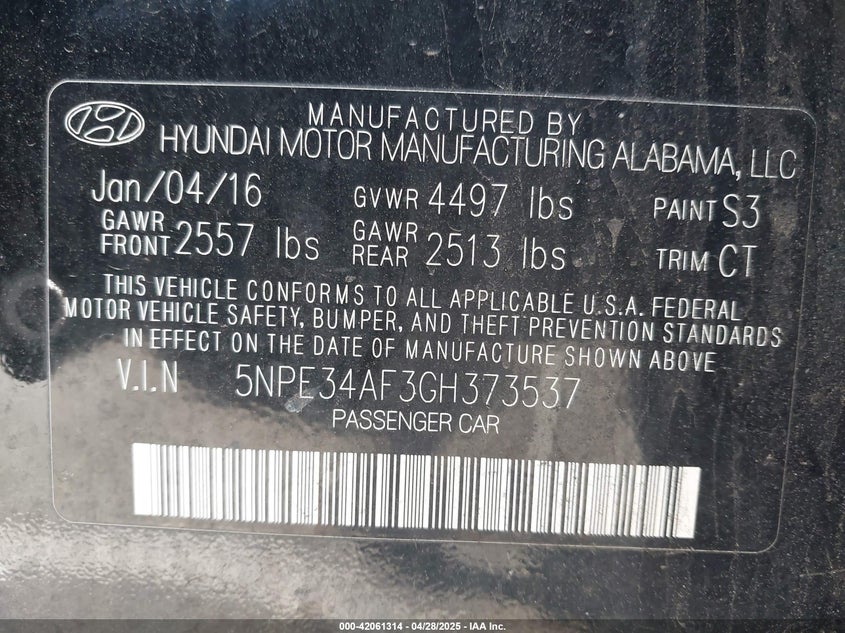 MANUFACTURED BY
HYUNDAI MOTOR MANUFACTURING ALABAMA, LLC
Jan/04/16 GVWR 4497 lbs PAINT S3
GAWR FRONT 2557 lbs GAWR REAR 2513 lbs TRIM CT
THIS VEHICLE CONFORMS TO ALL APPLICABLE U.S.A. FEDERAL
MOTOR VEHICLE SAFETY, BUMPER, AND THEFT PREVENTION STANDARDS
IN EFFECT ON THE DATE OF MANUFACTURE SHOWN ABOVE
V.I.N 5NPE34AF3GH373537
PASSENGER CAR
000-42061314 - 04/28/2025 - IAA Inc.